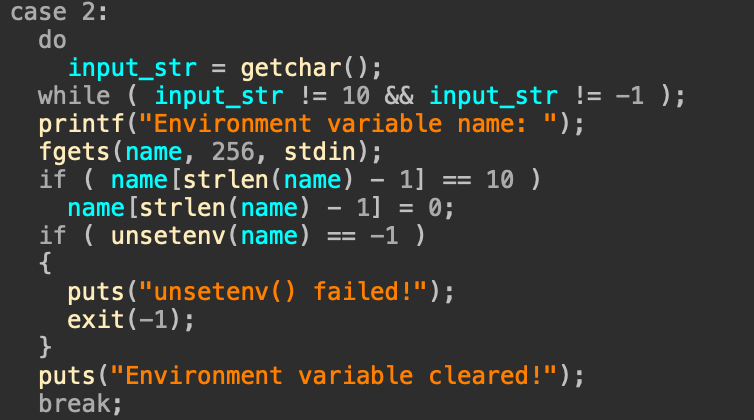 case 2:
  do
    input_str = getchar();
  while ( input_str != 10 && input_str != -1 );
  printf("Environment variable name: ");
  fgets(name, 256, stdin);
  if ( name[strlen(name) - 1] == 10 )
    name[strlen(name) - 1] = 0;
  if ( unsetenv(name) == -1 )
  {
    puts("unsetenv() failed!");
    exit(-1);
  }
  puts("Environment variable cleared!");
  break;